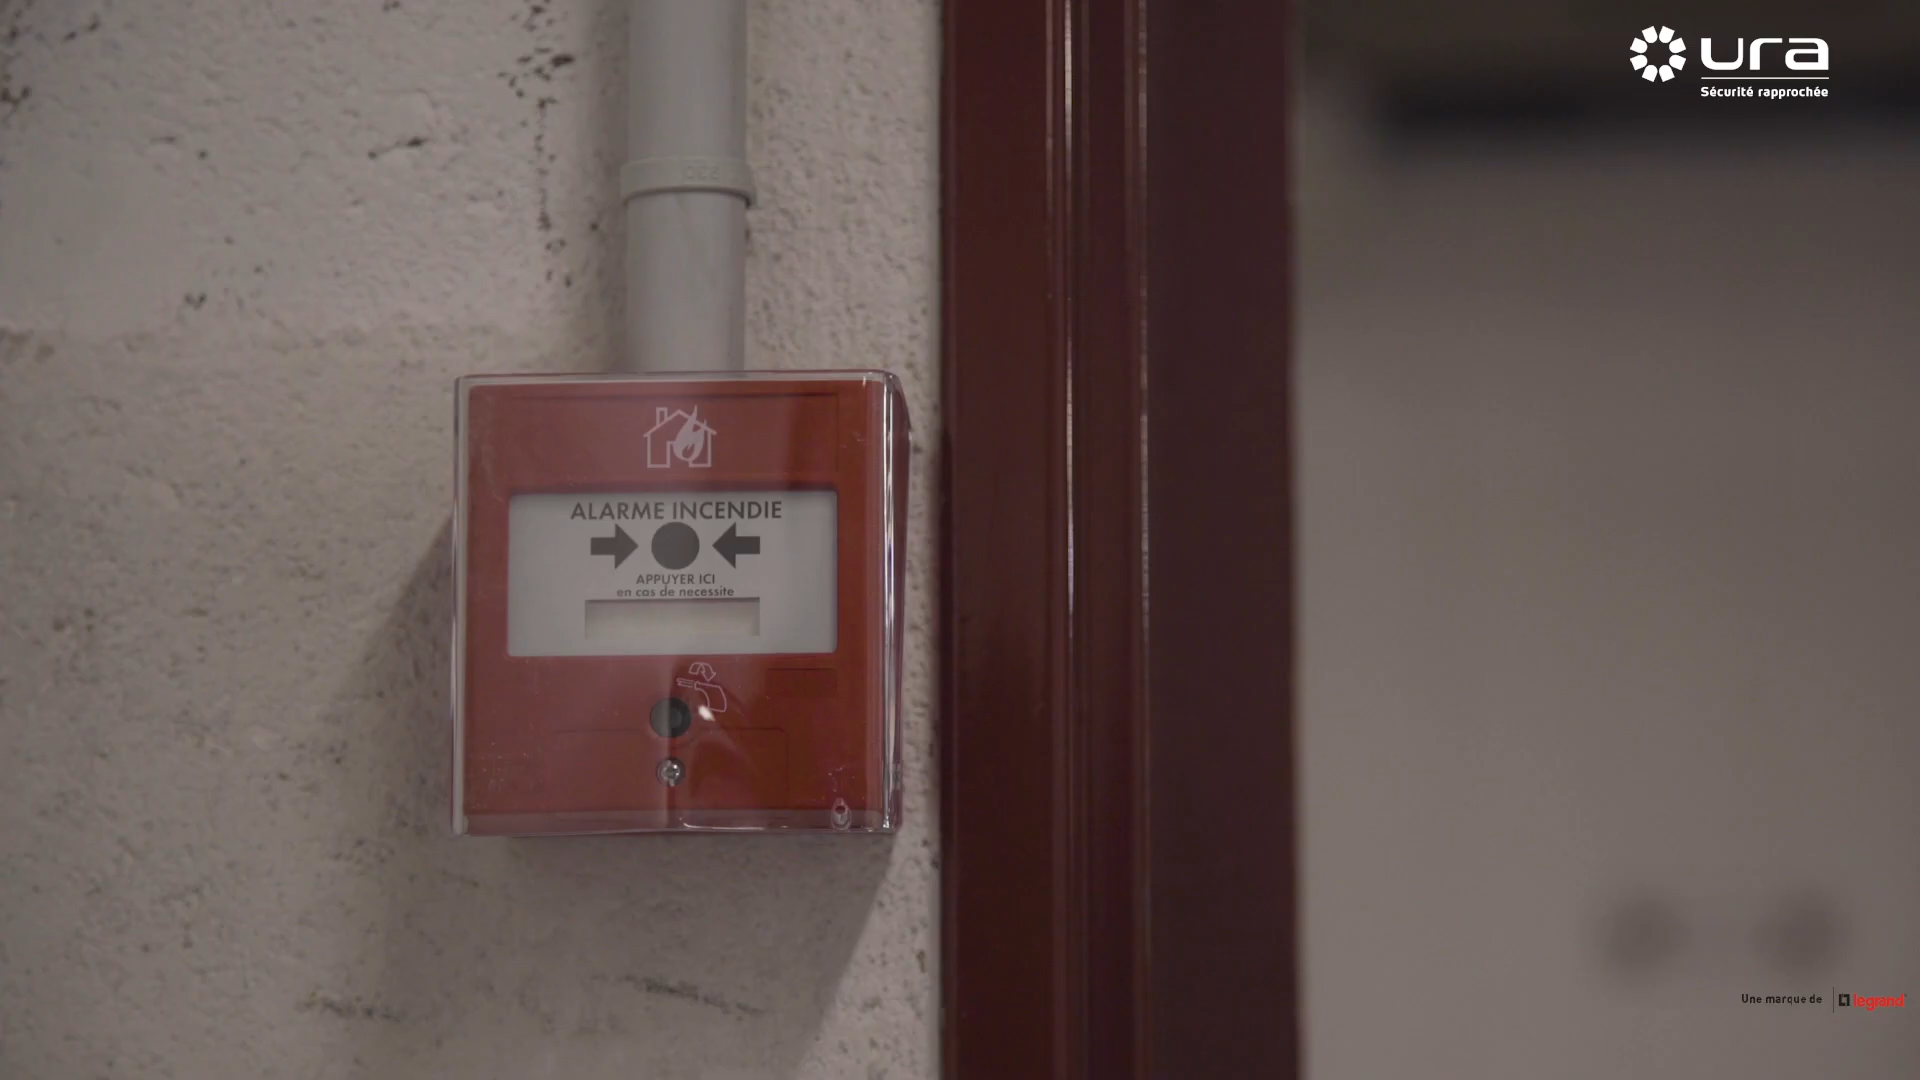 ura
Sécurité rapprochée
ALARME INCENDIE
APPUYER ICI
en cas de necessite
Une marque de
legrand